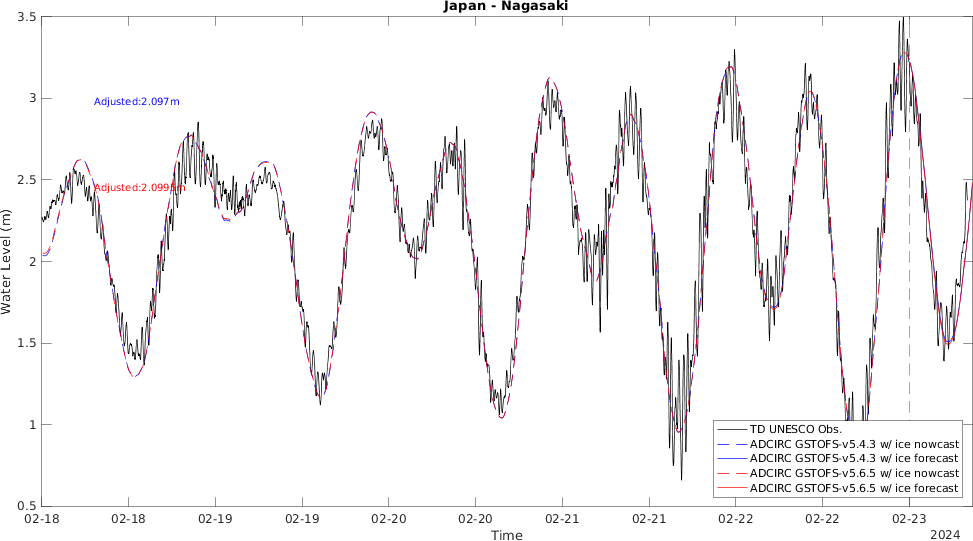 Japan - Nagasaki
3.5
3
2.5
2
1.5
1
0.5
Water Level (m)
Adjusted:2.097m
Adjusted:2.0995m
TD UNESCO Obs.
ADCIRC GSTOFS-v5.4.3 w/ ice nowcast
ADCIRC GSTOFS-v5.4.3 w/ ice forecast
ADCIRC GSTOFS-v5.6.5 w/ ice nowcast
ADCIRC GSTOFS-v5.6.5 w/ ice forecast
02-18 02-18 02-19 02-19 02-20 02-20 02-21 02-21 02-22 02-22 02-23
Time
2024